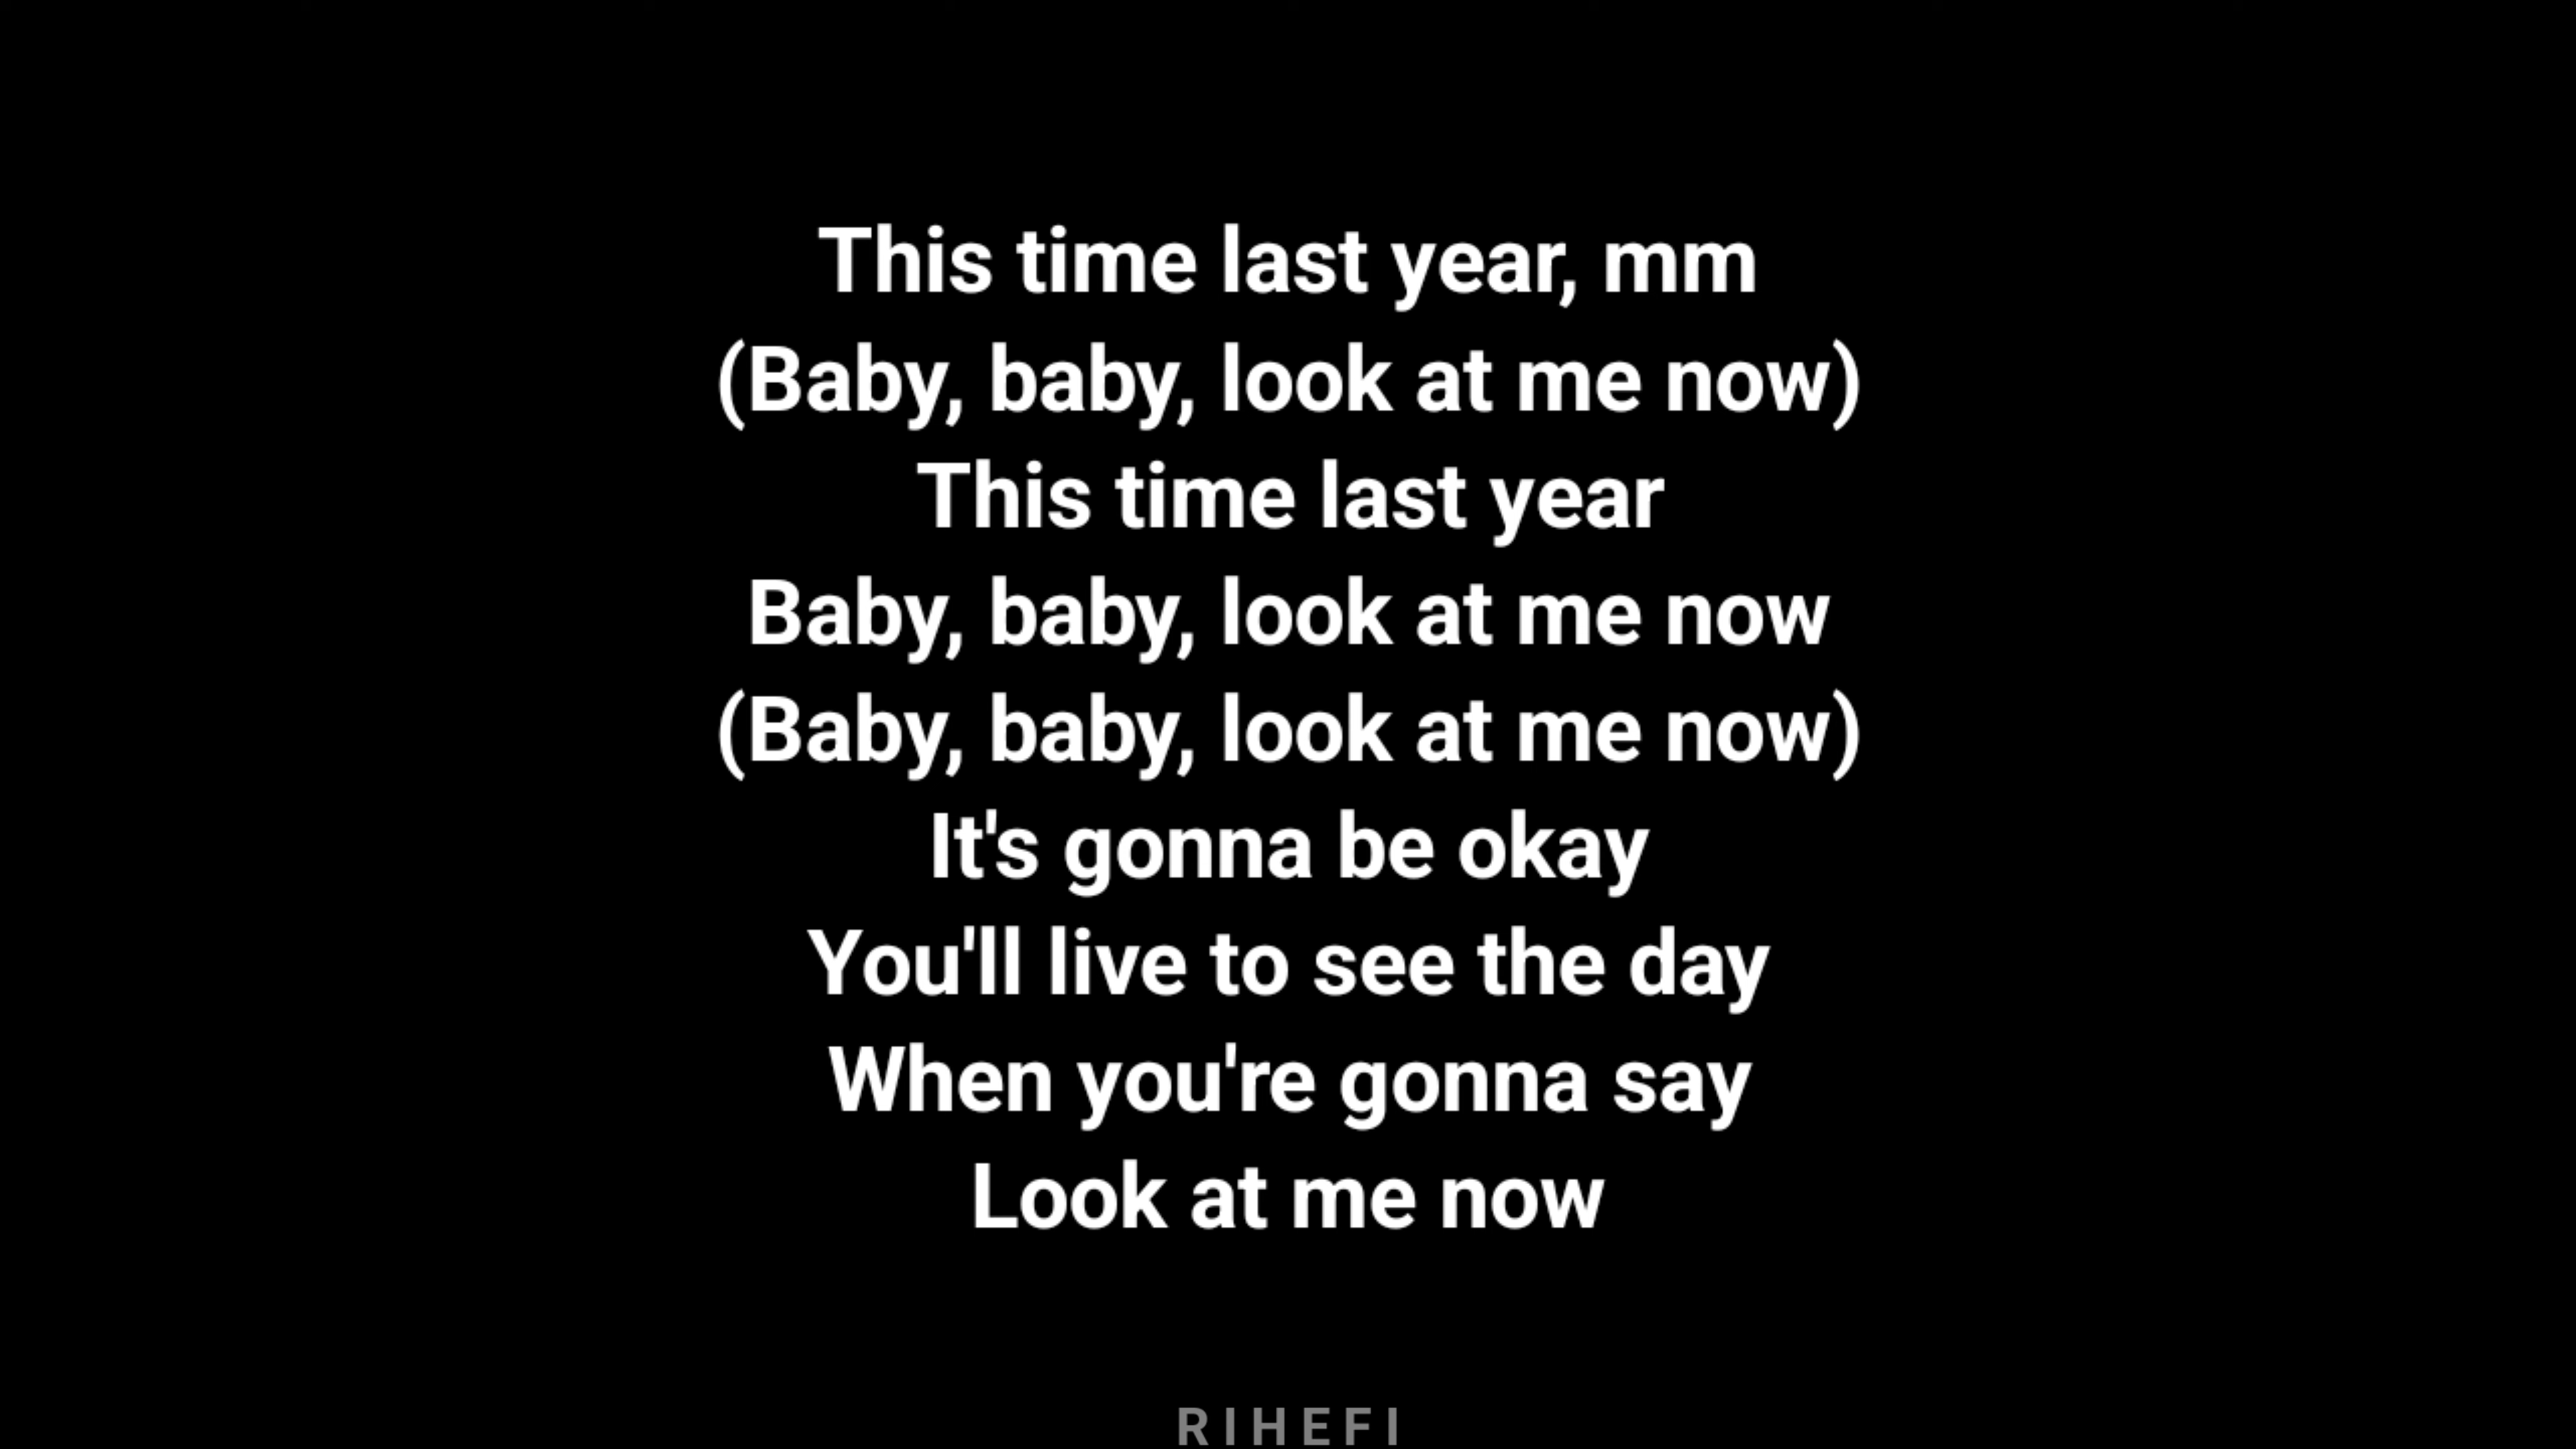 This time last year, mm
(Baby, baby, look at me now)
This time last year
Baby, baby, look at me now
(Baby, baby, look at me now)
It's gonna be okay
You'll live to see the day
When you're gonna say
Look at me now
RIHEFI